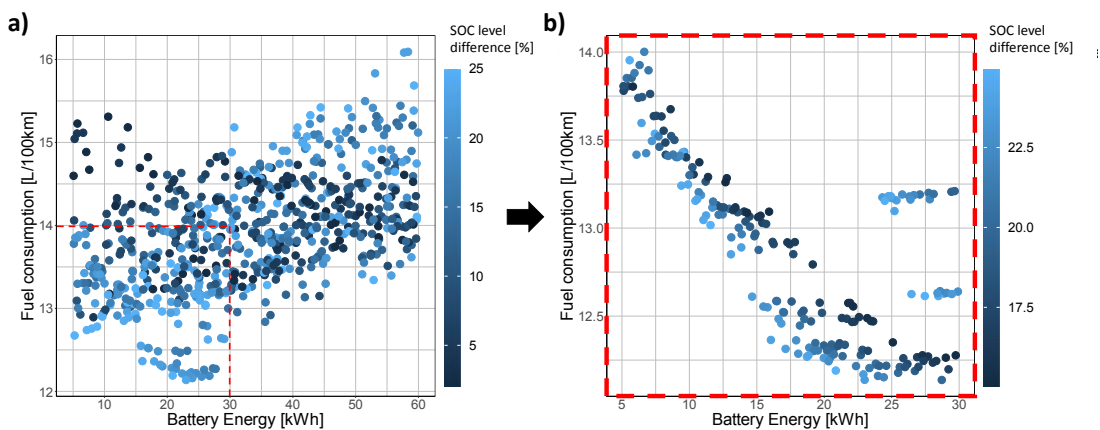 a)
SOC level
difference [%]
Fuel consumption [L/100km]
16
15
14
13
12
10
20
30
40
50
60
Battery Energy [kWh]
25
20
15
10
5
b)
SOC level
difference [%]
Fuel consumption [L/100km]
14.0
13.5
13.0
12.5
5
10
15
20
25
30
Battery Energy [kWh]
22.5
20.0
17.5